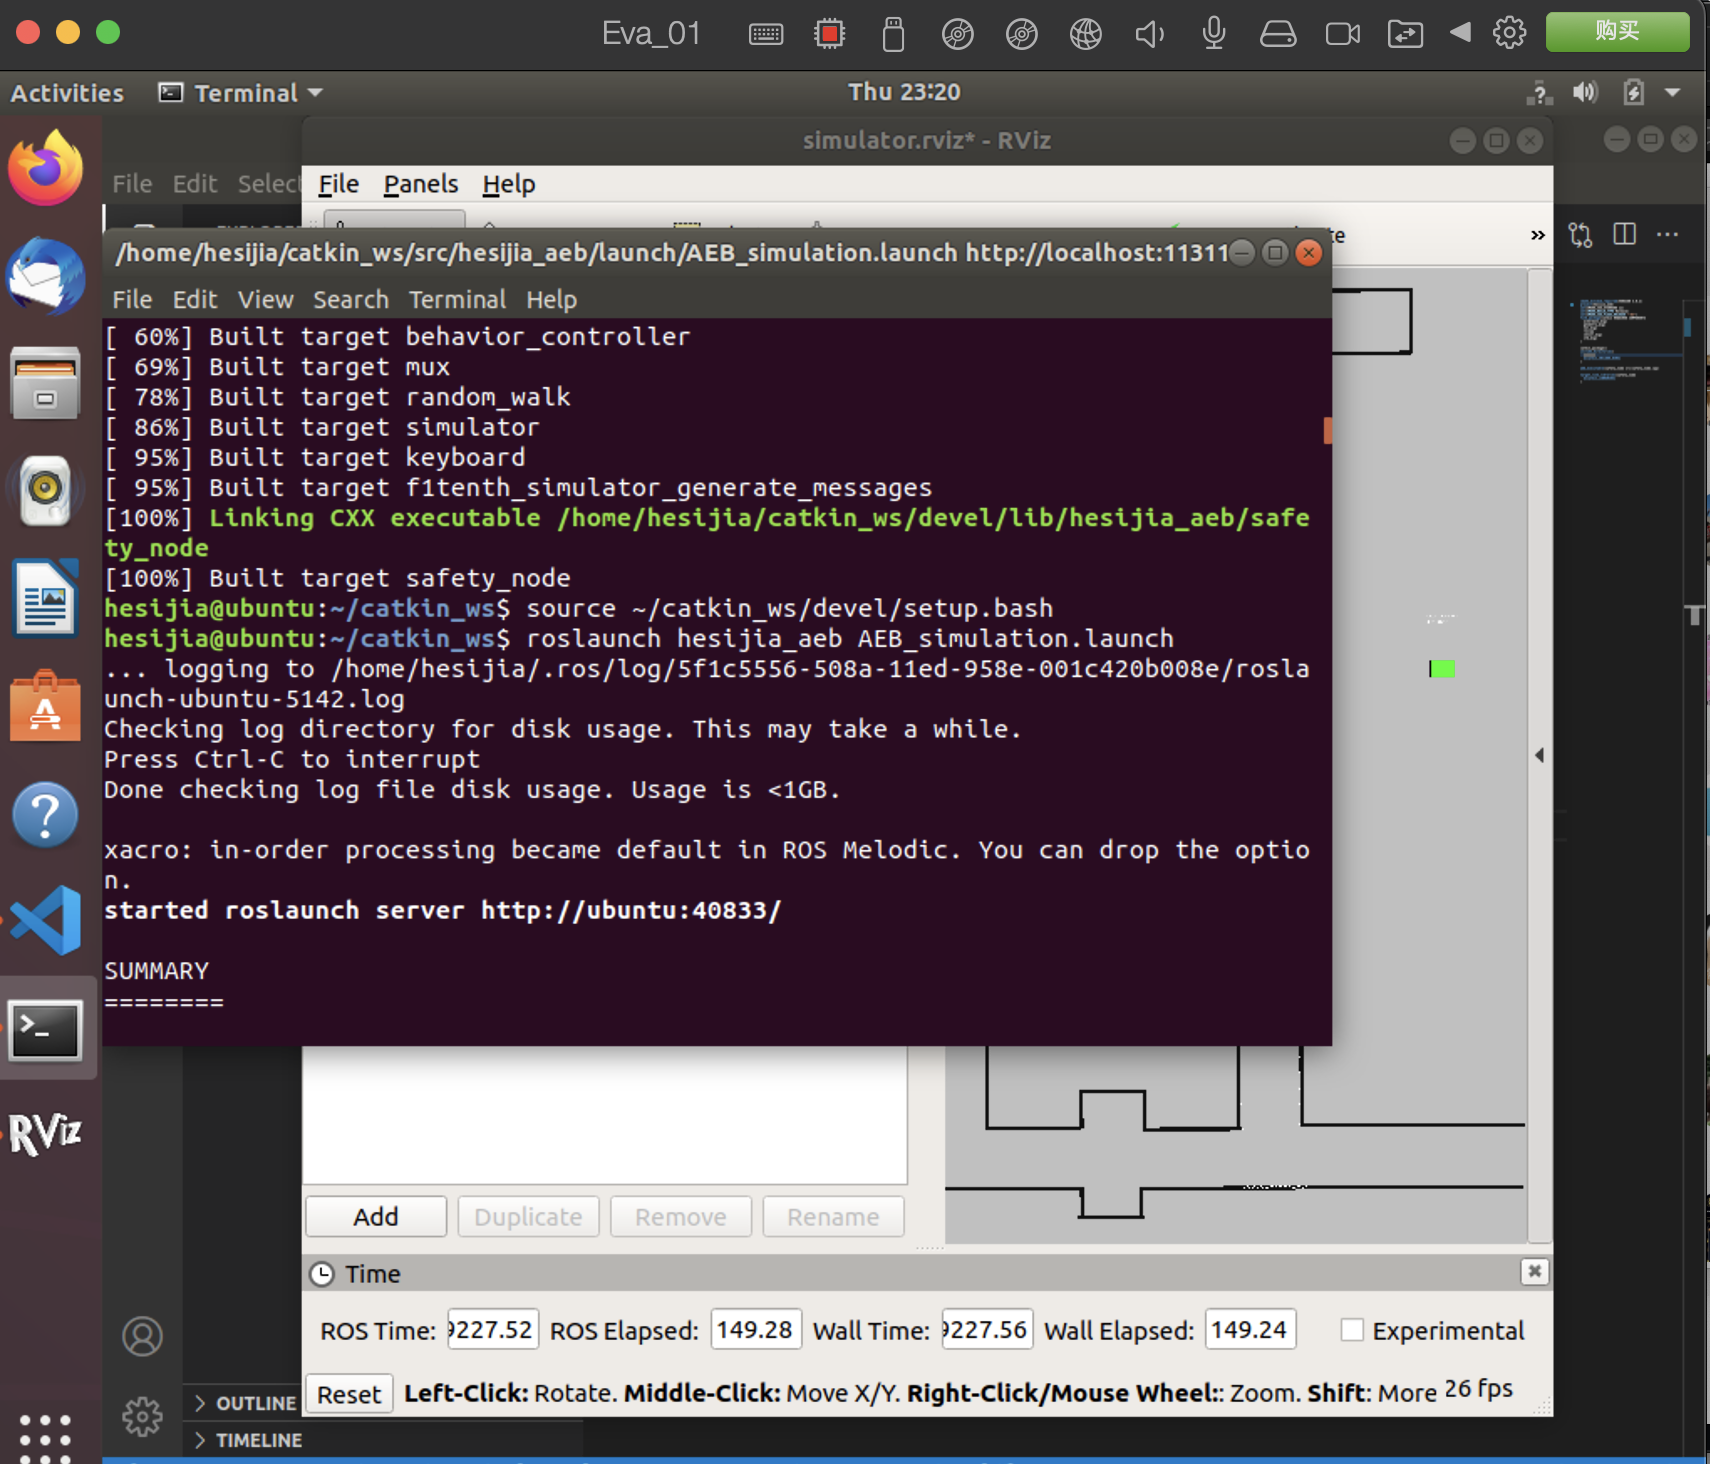 Eva_01
购买
Activities
Terminal
Thu 23:20
simulator.rviz* - RViz
File Edit Select
File Panels Help
/home/hesijia/catkin_ws/src/hesijia_aeb/launch/AEB_simulation.launch http://localhost:11311
File Edit View Search Terminal Help
[ 60%] Built target behavior_controller
[ 69%] Built target mux
[ 78%] Built target random_walk
[ 86%] Built target simulator
[ 95%] Built target keyboard
[ 95%] Built target f1tenth_simulator_generate_messages
[100%] Linking CXX executable /home/hesijia/catkin_ws/devel/lib/hesijia_aeb/safe
ty_node
[100%] Built target safety_node
hesijia@ubuntu:~/catkin_ws$ source ~/catkin_ws/devel/setup.bash
hesijia@ubuntu:~/catkin_ws$ roslaunch hesijia_aeb AEB_simulation.launch
... logging to /home/hesijia/.ros/log/5f1c5556-508a-11ed-958e-001c420b008e/rosla
unch-ubuntu-5142.log
Checking log directory for disk usage. This may take a while.
Press Ctrl-C to interrupt
Done checking log file disk usage. Usage is <1GB.
xacro: in-order processing became default in ROS Melodic. You can drop the optio
n.
started roslaunch server http://ubuntu:40833/
SUMMARY
========
RViz
Add Duplicate Remove Rename
Time
ROS Time: 9227.52 ROS Elapsed: 149.28 Wall Time: 9227.56 Wall Elapsed: 149.24 Experimental
Reset Left-Click: Rotate. Middle-Click: Move X/Y. Right-Click/Mouse Wheel:: Zoom. Shift: More 26 fps
OUTLINE
TIMELINE